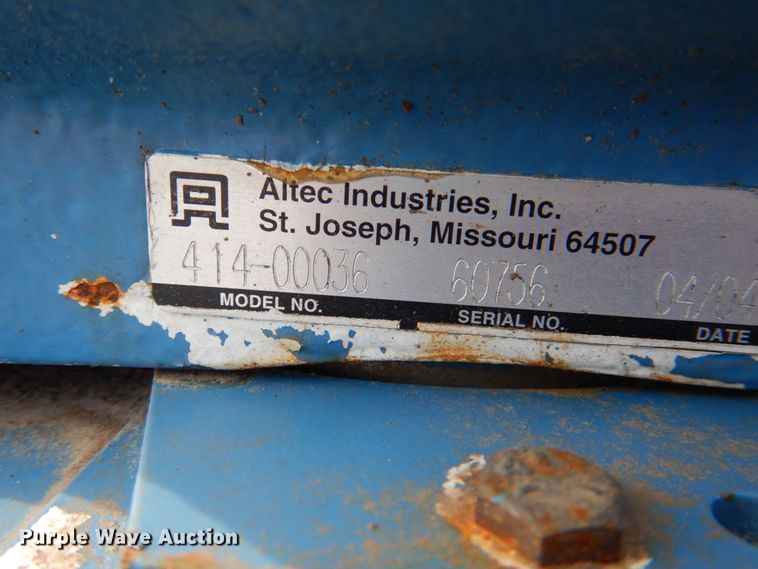 Altec Industries, Inc.
St. Joseph, Missouri 64507
414-00036 60756 04/04
MODEL NO. SERIAL NO. DATE
Purple Wave Auction